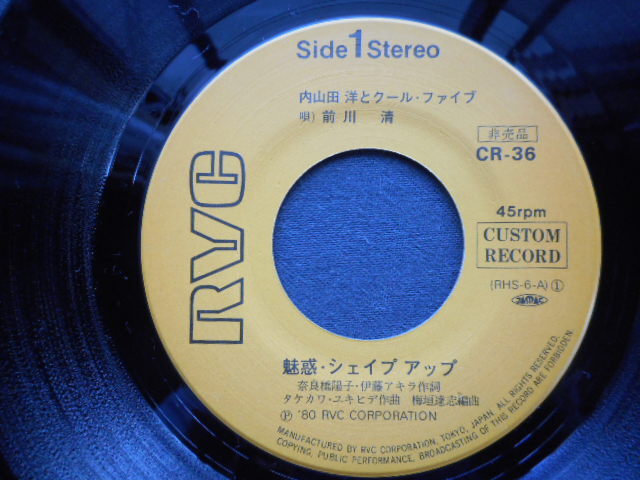 Side 1 Stereo
内山田 洋とクール・ファイブ
唄) 前川 清
非売品
CR-36
RVC
45rpm
CUSTOM
RECORD
(RHS-6-A) ①
JASRAC
魅惑・シェイプ アップ
奈良橋陽子・伊藤アキラ作詞
タケカワ・ユキヒデ作曲 梅垣達志編曲
Ⓟ '80 RVC CORPORATION
MANUFACTURED BY RVC CORPORATION, TOKYO, JAPAN. ALL RIGHTS RESERVED.
COPYING, PUBLIC PERFORMANCE, BROADCASTING OF THIS RECORD PROHIBITED.